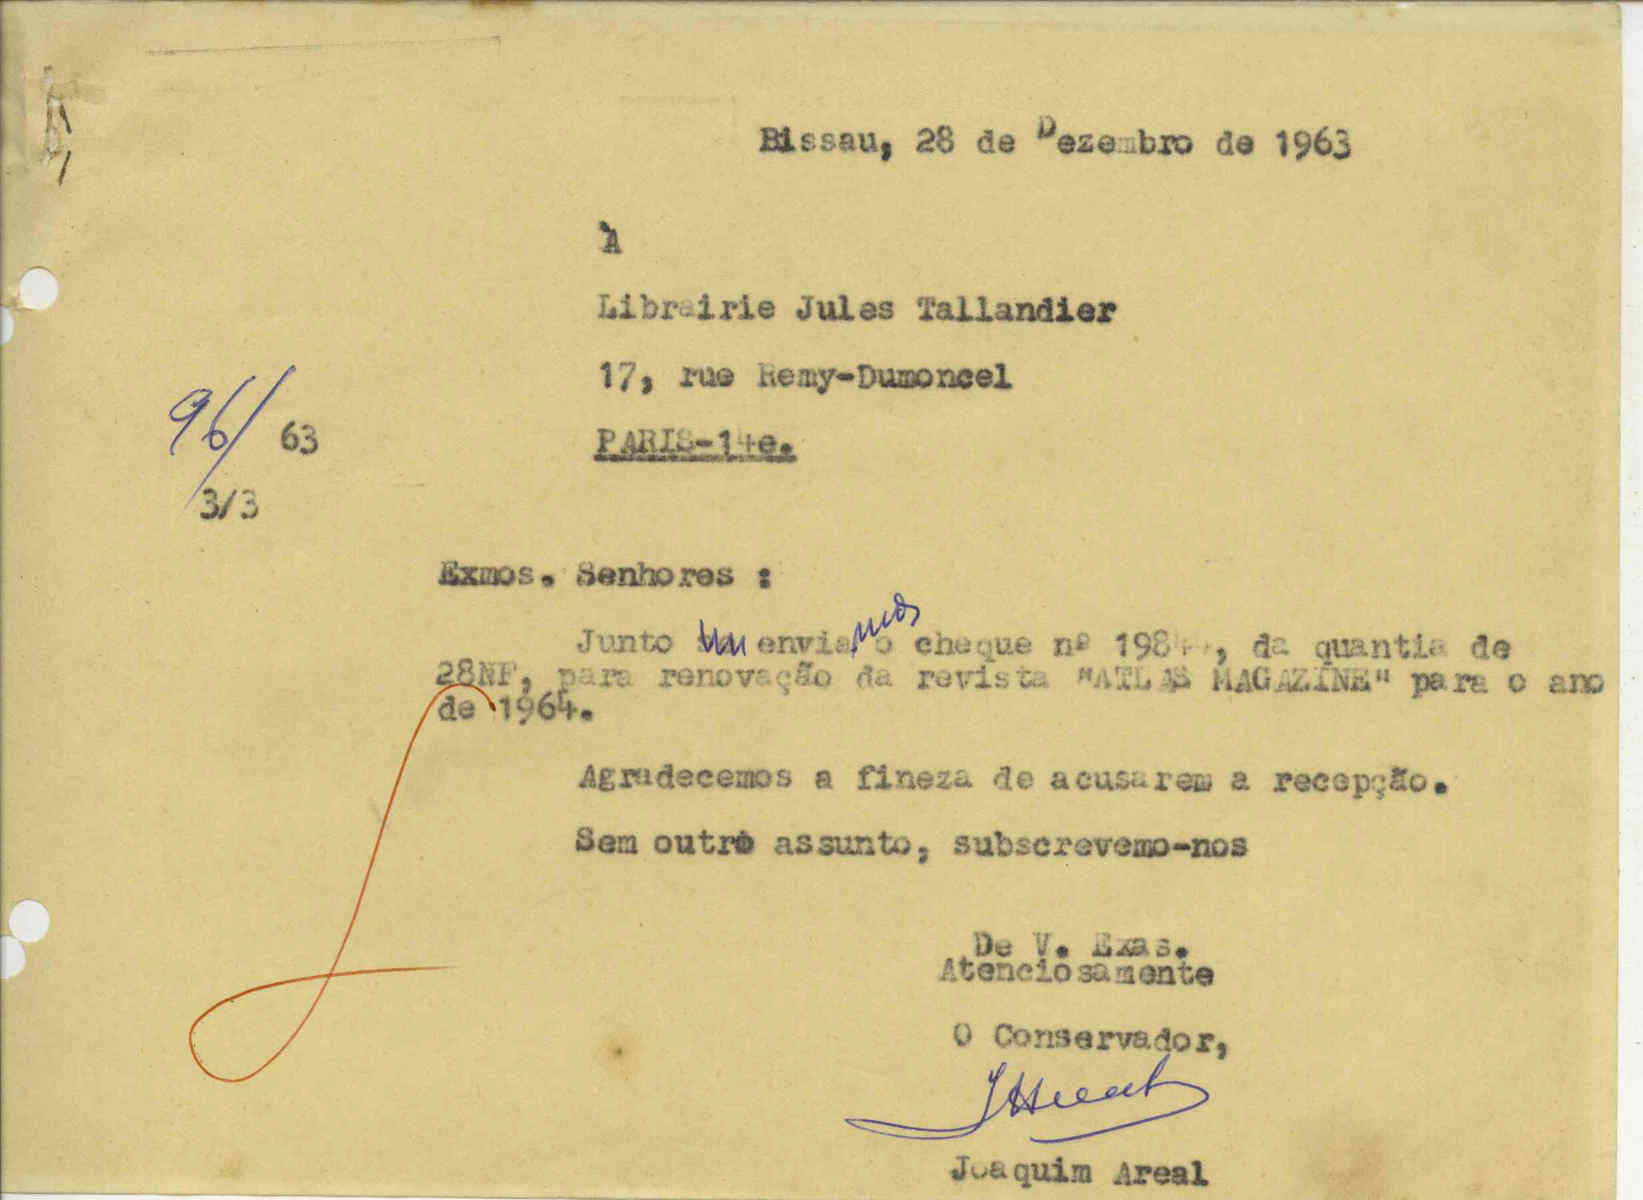 Bissau, 28 de Dezembro de 1963
À
Librairie Jules Tallandier
17, rue Remy-Dumoncel
PARIS-14e.
96/ 63
3/3
Exmos. Senhores :
Junto enviamos o cheque nº da quantia de
28NF, para renovação da revista "ATLAS MAGAZINE" para o ano
de 1964.
Agradecemos a fineza de acusarem a recepção.
Sem outro assunto, subscrevemo-nos
De V. Exas.
Atenciosamente
O Conservador,
Joaquim Areal